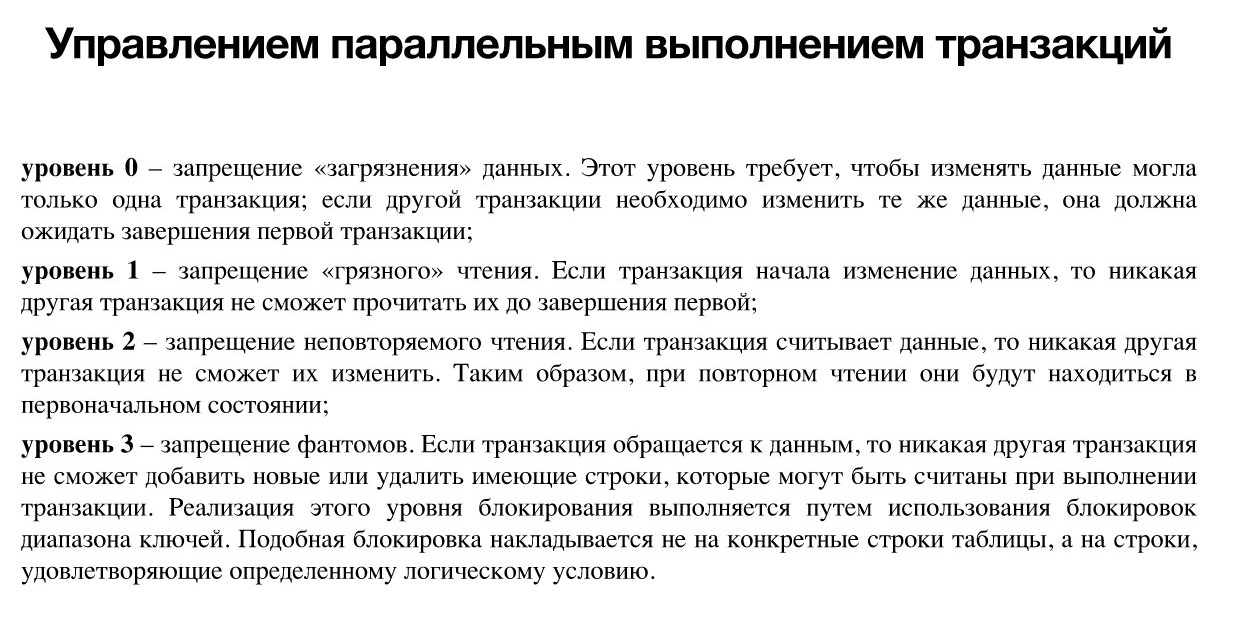 Управлением параллельным выполнением транзакций
уровень 0 – запрещение «загрязнения» данных. Этот уровень требует, чтобы изменять данные могла
только одна транзакция; если другой транзакции необходимо изменить те же данные, она должна
ожидать завершения первой транзакции;
уровень 1 – запрещение «грязного» чтения. Если транзакция начала изменение данных, то никакая
другая транзакция не сможет прочитать их до завершения первой;
уровень 2 – запрещение неповторяемого чтения. Если транзакция считывает данные, то никакая другая
транзакция не сможет их изменить. Таким образом, при повторном чтении они будут находиться в
первоначальном состоянии;
уровень 3 – запрещение фантомов. Если транзакция обращается к данным, то никакая другая транзакция
не сможет добавить новые или удалить имеющие строки, которые могут быть считаны при выполнении
транзакции. Реализация этого уровня блокирования выполняется путем использования блокировок
диапазона ключей. Подобная блокировка накладывается не на конкретные строки таблицы, а на строки,
удовлетворяющие определенному логическому условию.